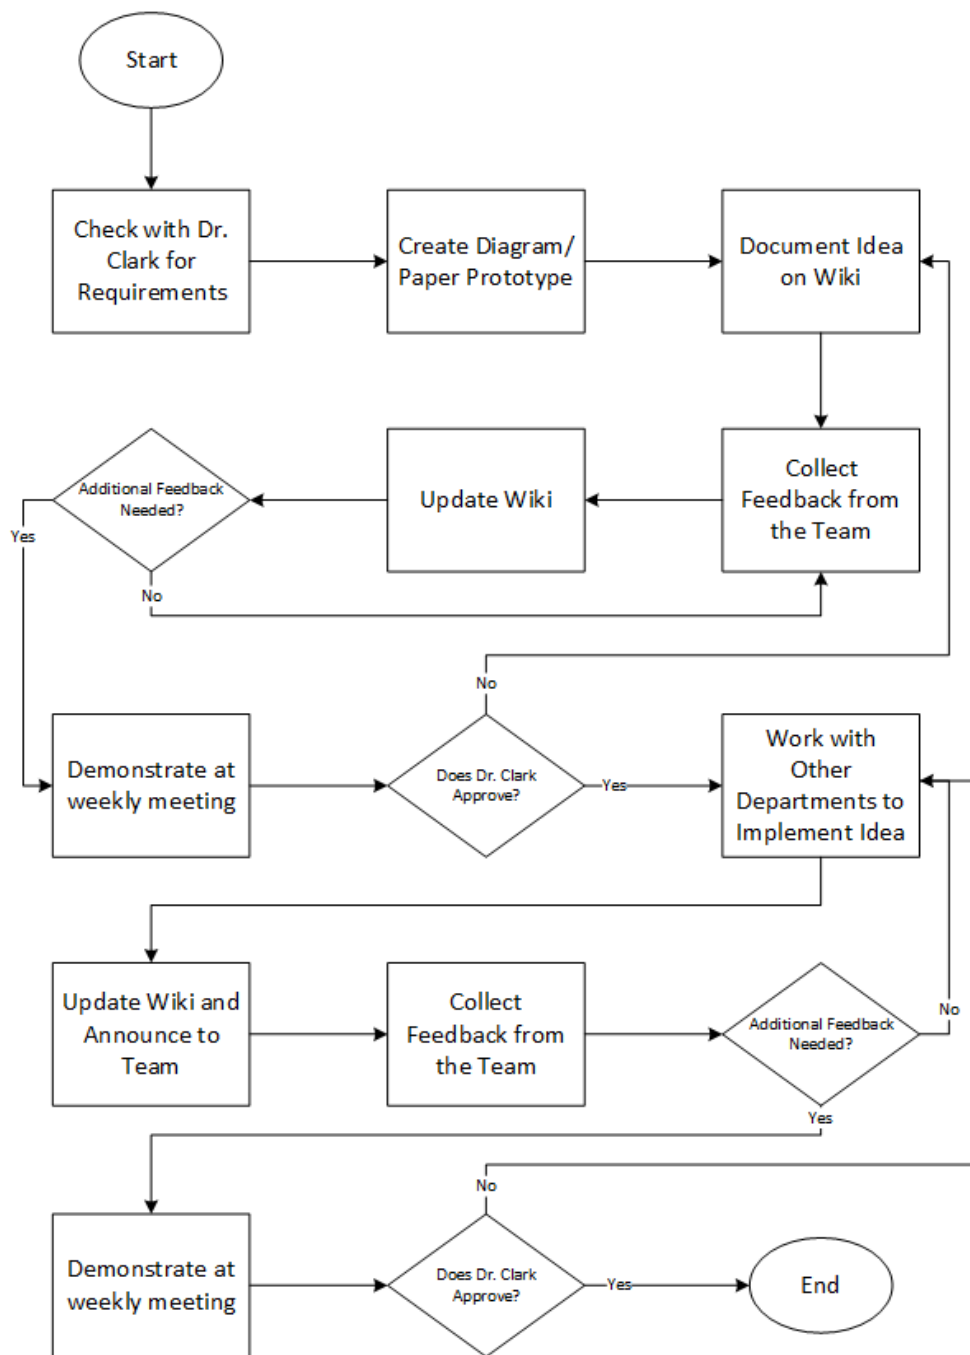 Start
Check with Dr.
Clark for
Requirements
Create Diagram/
Paper Prototype
Document Idea
on Wiki
Additional Feedback
Needed?
Update Wiki
Collect
Feedback from
the Team
Yes
No
No
Demonstrate at
weekly meeting
Does Dr. Clark
Approve?
Yes
Work with
Other
Departments to
Implement Idea
Update Wiki and
Announce to
Team
Collect
Feedback from
the Team
Additional Feedback
Needed?
No
Yes
No
Demonstrate at
weekly meeting
Does Dr. Clark
Approve?
Yes
End